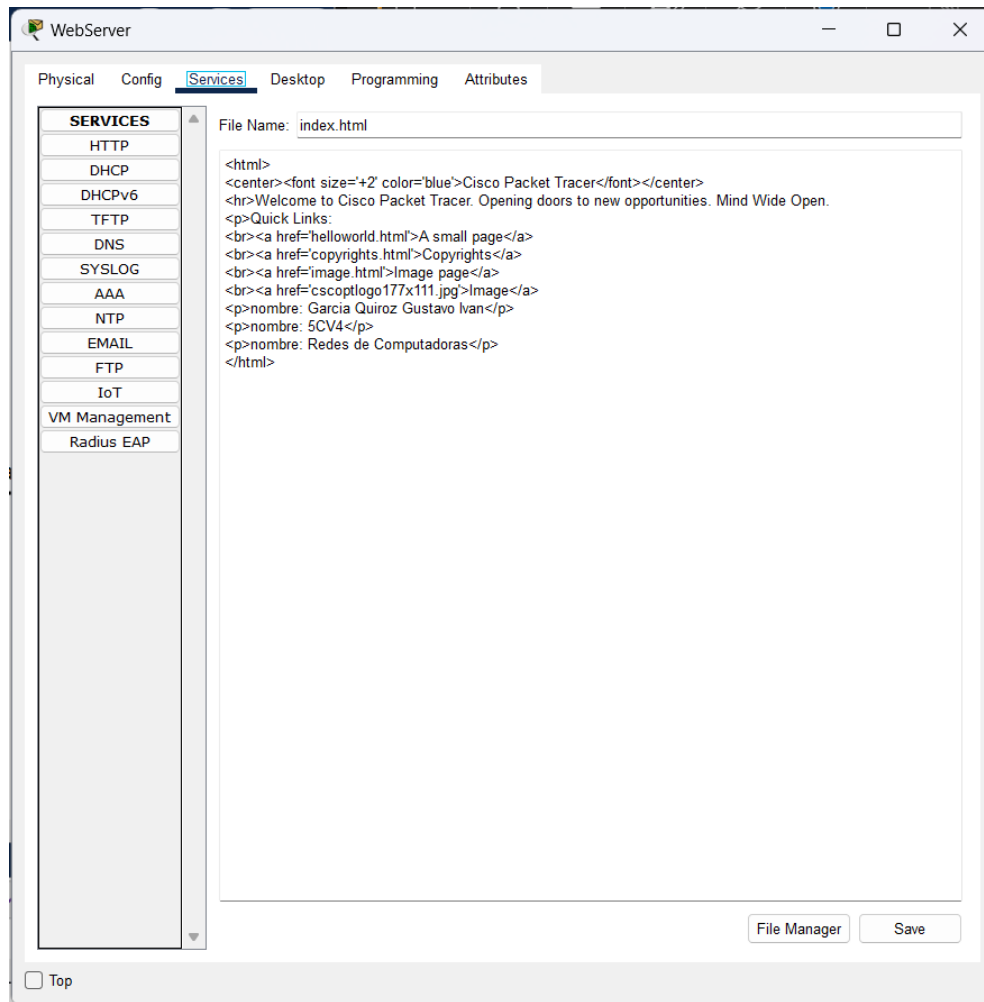 WebServer
Physical Config Services Desktop Programming Attributes
SERVICES
HTTP
DHCP
DHCPv6
TFTP
DNS
SYSLOG
AAA
NTP
EMAIL
FTP
IoT
VM Management
Radius EAP
File Name: index.html
<html>
<center><font size='+2' color='blue'>Cisco Packet Tracer</font></center>
<hr>Welcome to Cisco Packet Tracer. Opening doors to new opportunities. Mind Wide Open.
<p>Quick Links:
<br><a href='helloworld.html'>A small page</a>
<br><a href='copyrights.html'>Copyrights</a>
<br><a href='image.html'>Image page</a>
<br><a href='cscoptlogo177x111.jpg'>Image</a>
<p>nombre: Garcia Quiroz Gustavo Ivan</p>
<p>nombre: 5CV4</p>
<p>nombre: Redes de Computadoras</p>
</html>
File Manager Save
Top